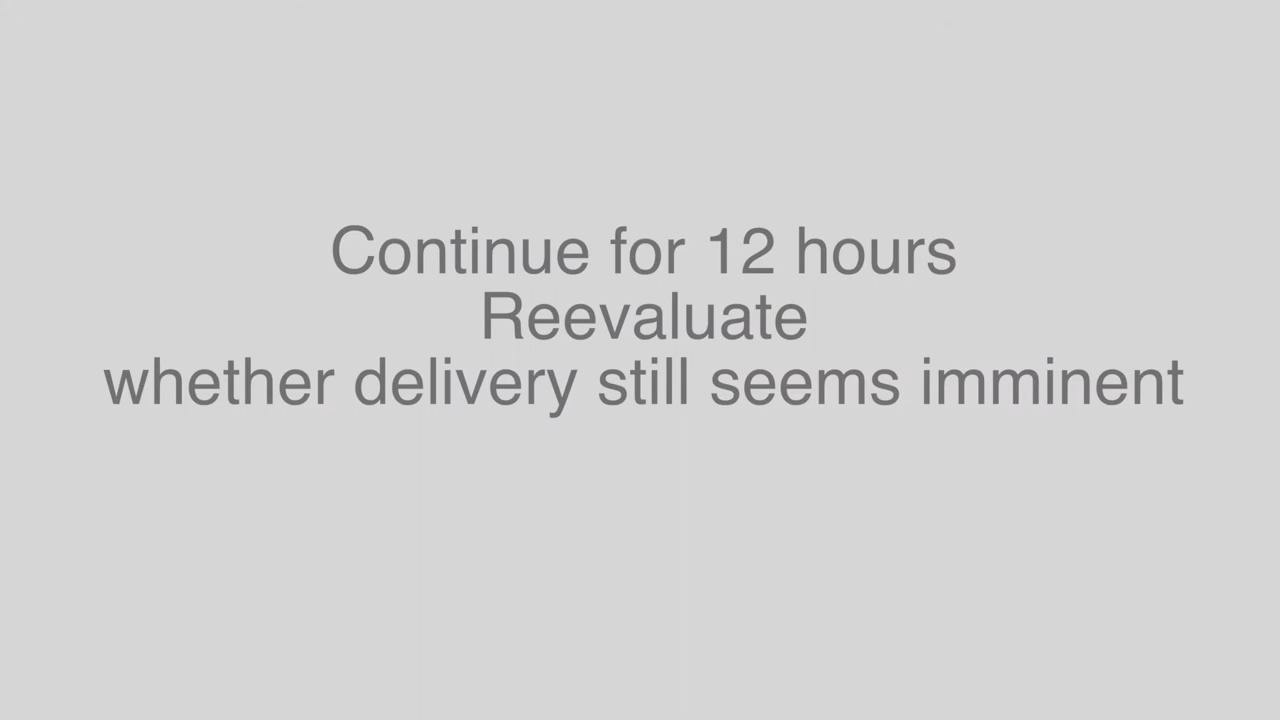 Continue for 12 hours
Reevaluate
whether delivery still seems imminent